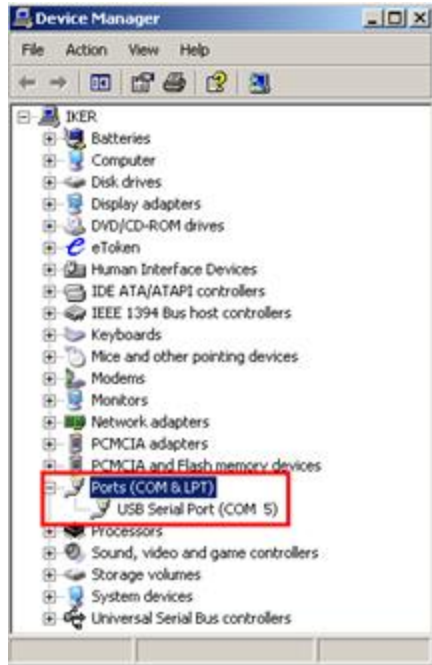 Device Manager
File Action View Help
IKER
Batteries
Computer
Disk drives
Display adapters
DVD/CD-ROM drives
eToken
Human Interface Devices
IDE ATA/ATAPI controllers
IEEE 1394 Bus host controllers
Keyboards
Mice and other pointing devices
Modems
Monitors
Network adapters
PCMCIA adapters
PCMCIA and Flash memory devices
Ports (COM & LPT)
USB Serial Port (COM 5)
Processors
Sound, video and game controllers
Storage volumes
System devices
Universal Serial Bus controllers